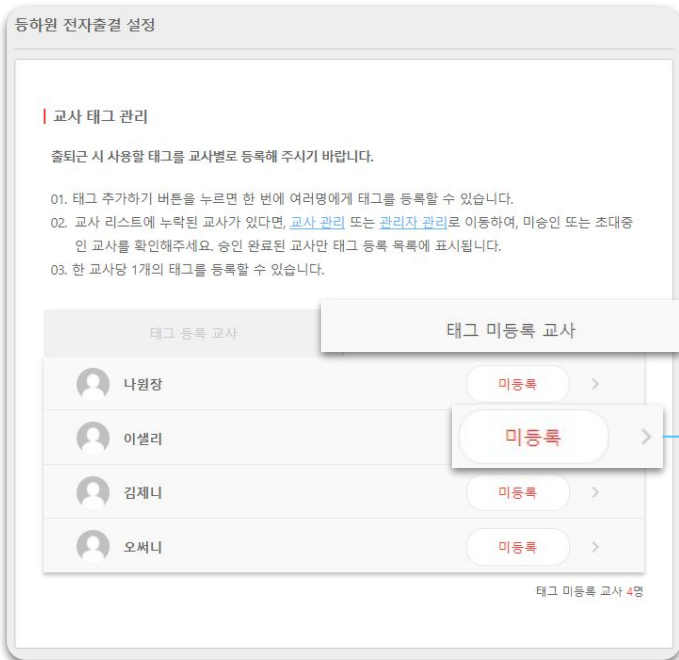 등하원 전자출결 설정
교사 태그 관리
출퇴근 시 사용할 태그를 교사별로 등록해 주시기 바랍니다.
01. 태그 추가하기 버튼을 누르면 한 번에 여러명에게 태그를 등록할 수 있습니다.
02. 교사 리스트에 누락된 교사가 있다면, 교사 관리 또는 관리자 관리로 이동하여, 미승인 또는 초대중
인 교사를 확인해주세요. 승인 완료된 교사만 태그 등록 목록에 표시됩니다.
03. 한 교사당 1개의 태그를 등록할 수 있습니다.
태그 등록 교사 태그 미등록 교사
나원장 미등록
이샐리 미등록
김제니 미등록
오써니 미등록
태그 미등록 교사 4명